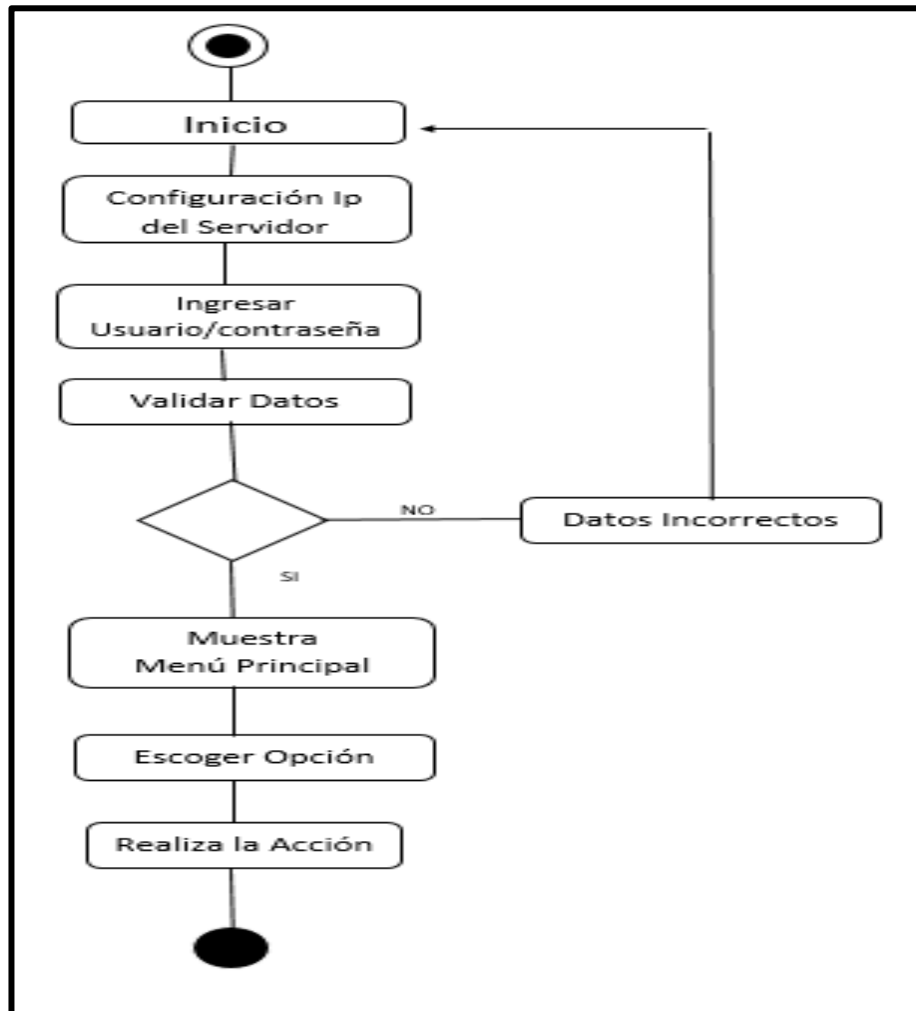 Inicio
Configuración Ip
del Servidor
Ingresar
Usuario/contraseña
Validar Datos
NO
Datos Incorrectos
SI
Muestra
Menú Principal
Escoger Opción
Realiza la Acción